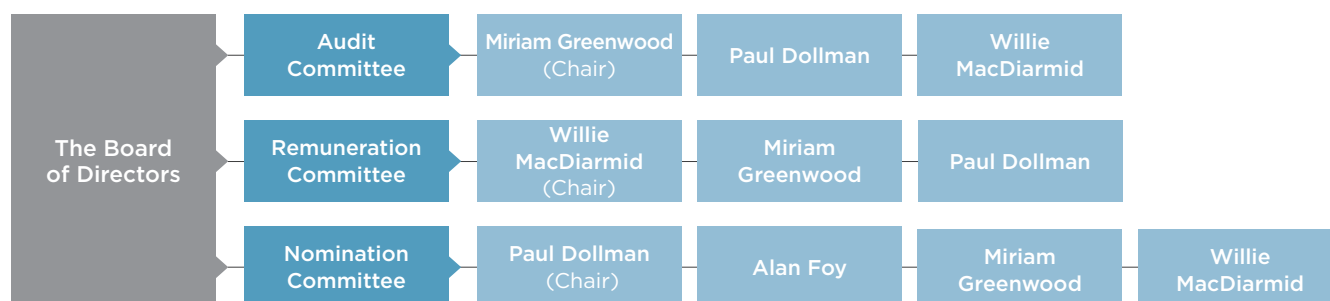 The Board
of Directors
Audit
Committee
Miriam Greenwood
(Chair)
Paul Dollman
Willie
MacDiarmid
Remuneration
Committee
Willie
MacDiarmid
(Chair)
Miriam
Greenwood
Paul Dollman
Nomination
Committee
Paul Dollman
(Chair)
Alan Foy
Miriam
Greenwood
Willie
MacDiarmid